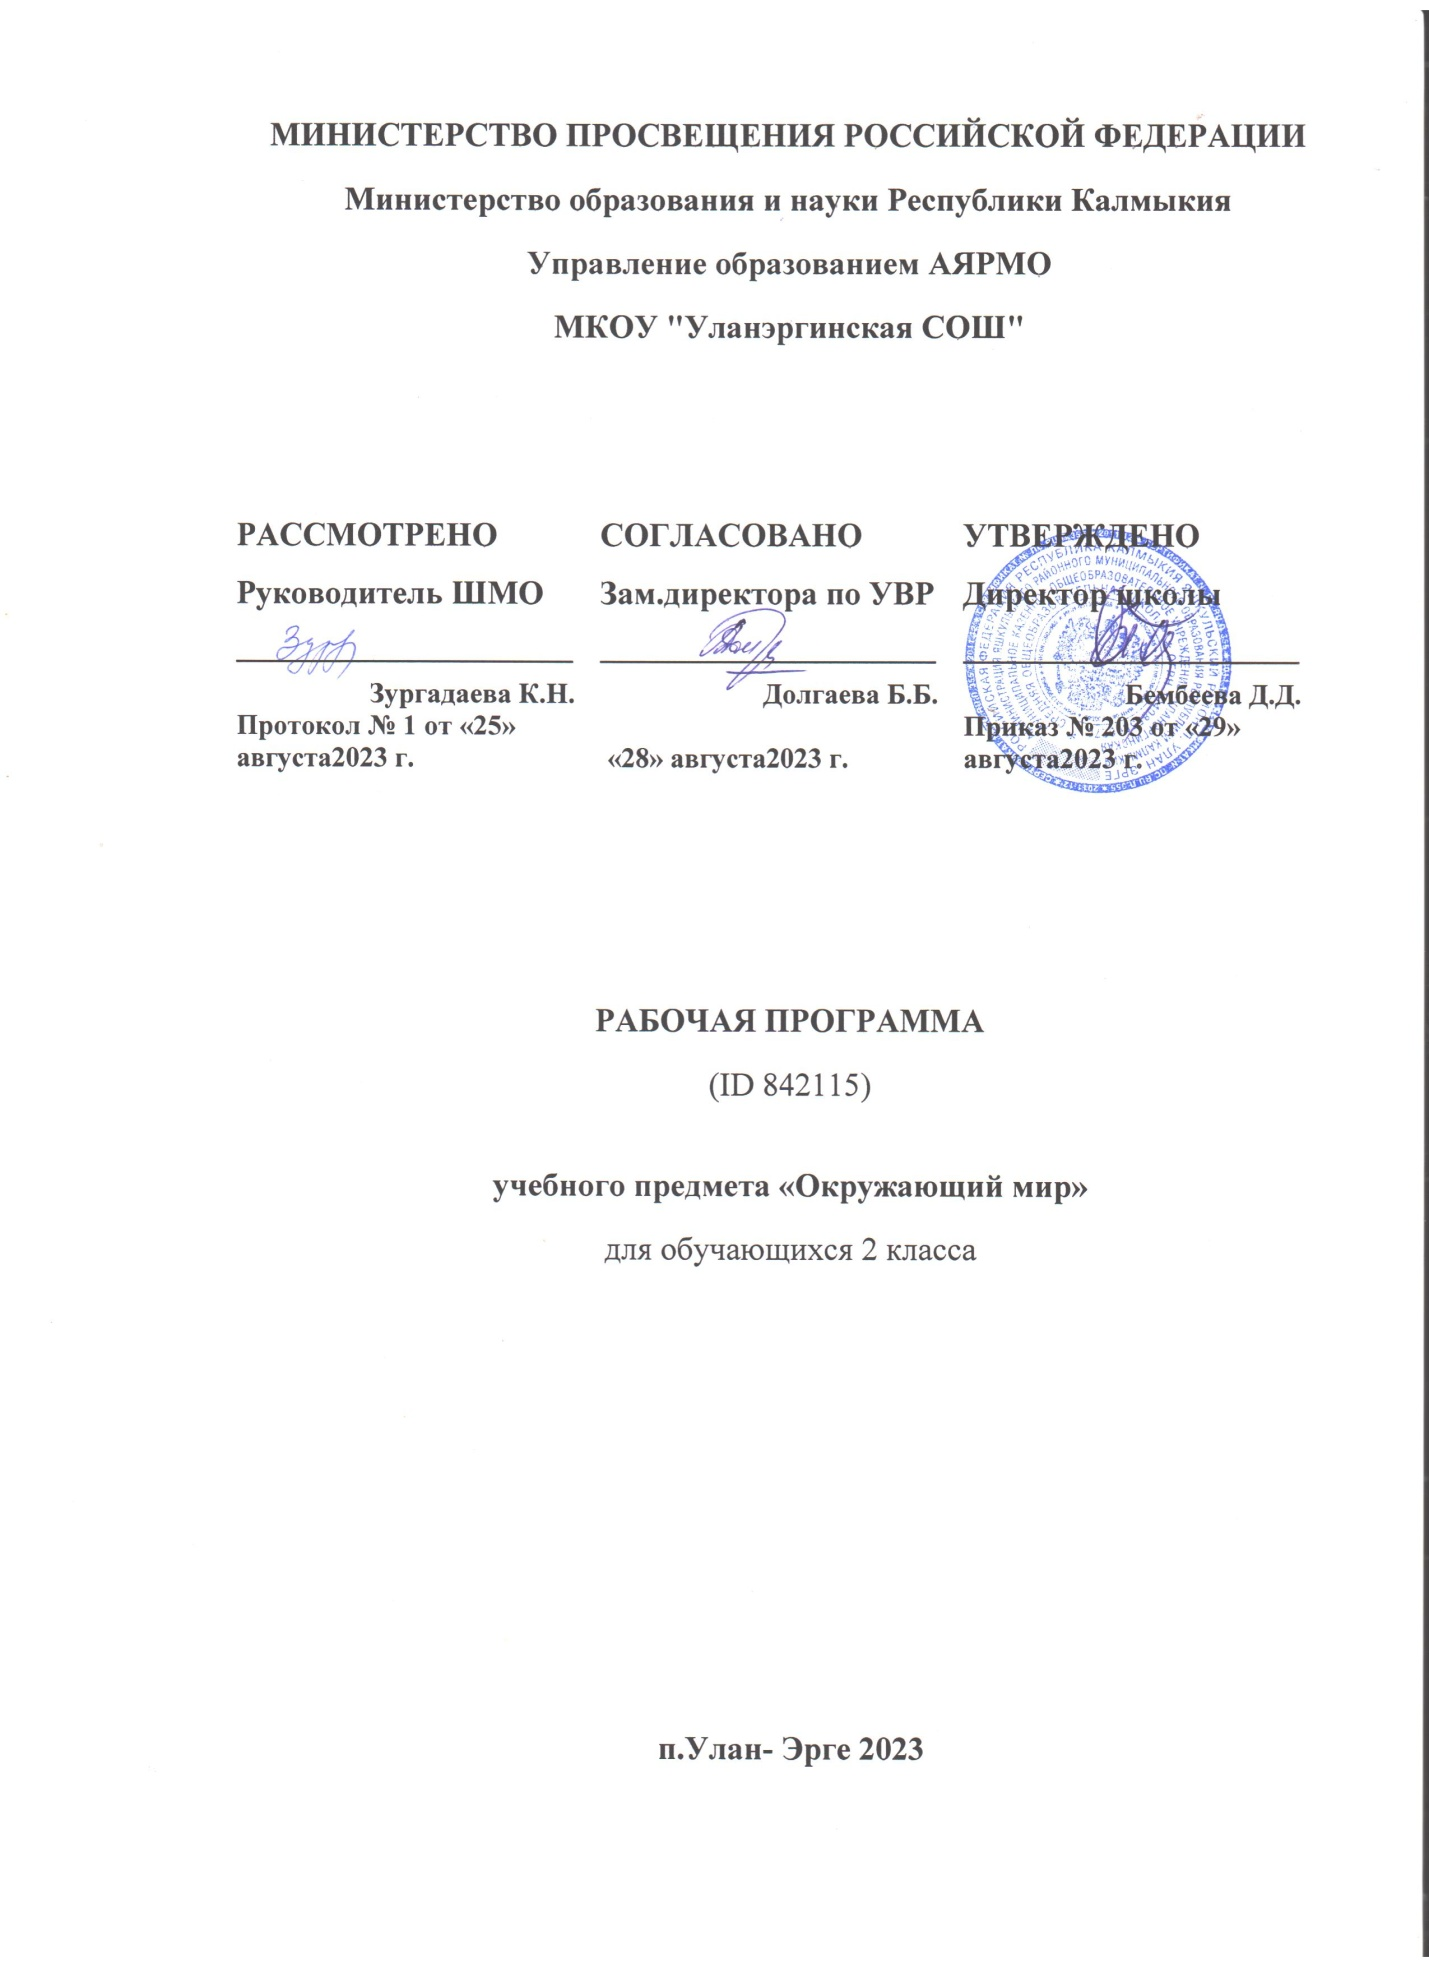 МИНИСТЕРСТВО ПРОСВЕЩЕНИЯ РОССИЙСКОЙ ФЕДЕРАЦИИ
Министерство образования и науки Республики Калмыкия
Управление образованием АЯРМО
МКОУ "Уланэргинская СОШ"
РАССМОТРЕНО
Руководитель ШМО
Зургадаева К.Н.
Протокол № 1 от «25»
августа2023 г.
СОГЛАСОВАНО
Зам.директора по УВР
Долгаева Б.Б.
«28» августа2023 г.
УТВЕРЖДЕНО
Директор школы
Бембеева Д.Д.
Приказ № 203 от «29»
августа2023 г.
РАБОЧАЯ ПРОГРАММА
(ID 842115)
учебного предмета «Окружающий мир»
для обучающихся 2 класса
п.Улан- Эрге 2023